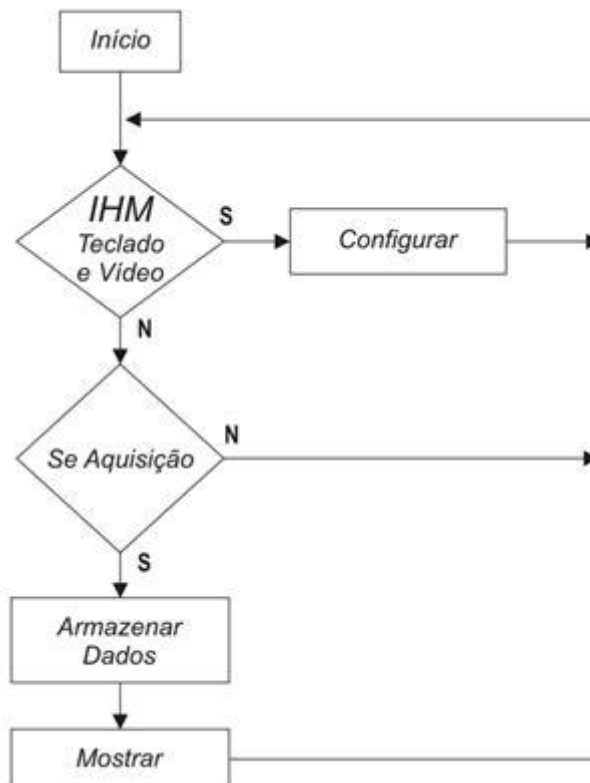 Início
IHM
Teclado
e Vídeo
S
Configurar
N
Se Aquisição
N
S
Armazenar
Dados
Mostrar